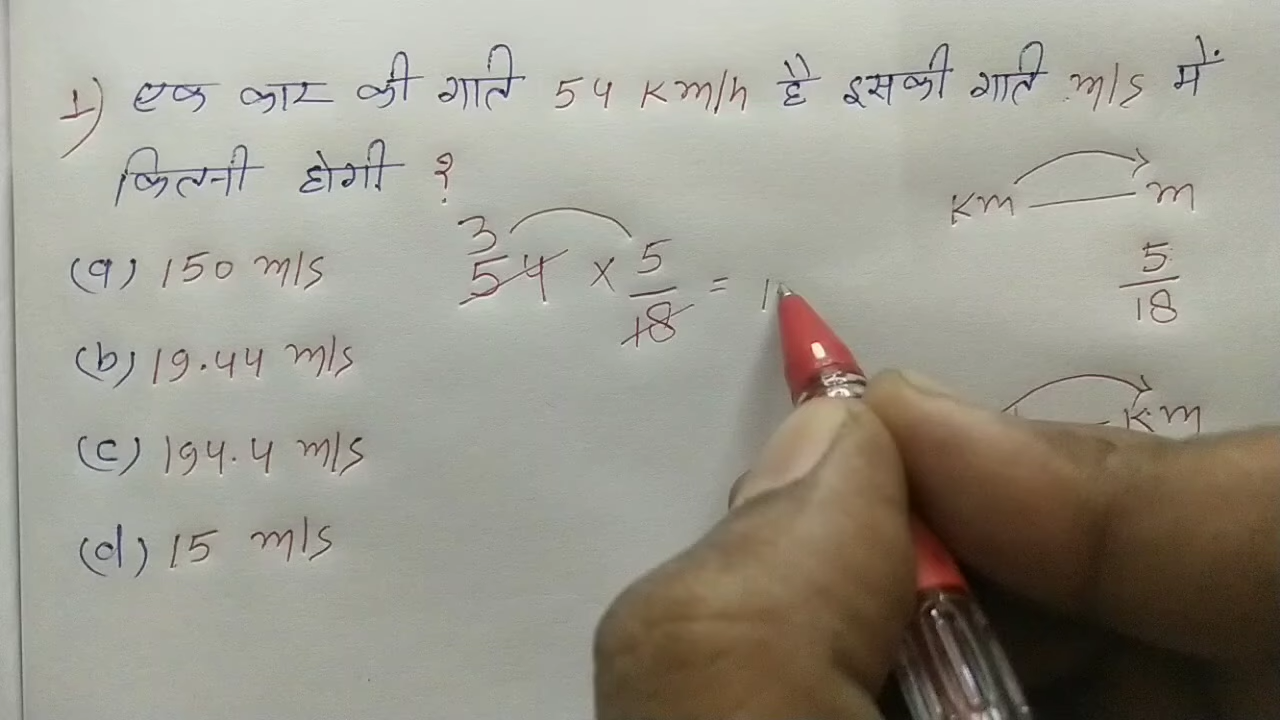 1) एक कार की गति 54 Km/h है इसकी गति m/s में
कितनी होगी ?
Km — m
(a) 150 m/s
3
54 × 5/18 = 1
5/18
(b) 19.44 m/s
Km
(c) 194.4 m/s
(d) 15 m/s